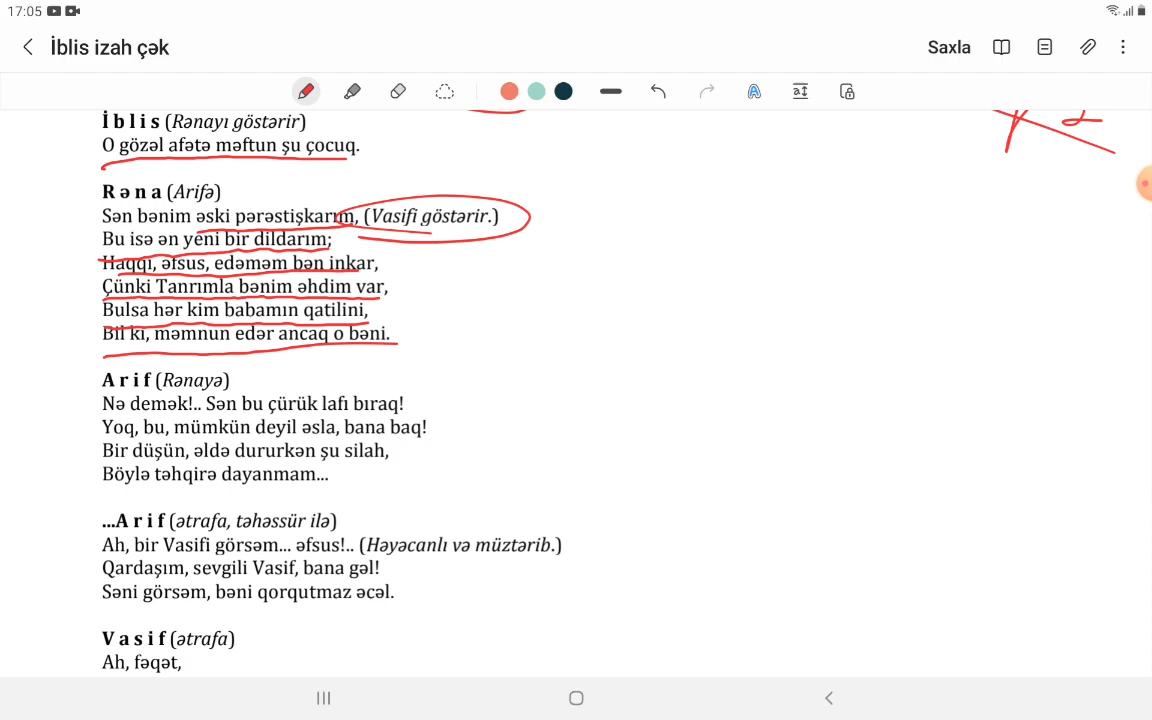 17:05
İblis izah çək
Saxla
İ b l i s (Rənayı göstərir)
O gözəl afətə məftun şu çocuq.
R ə n a (Arifə)
Sən bənim əski pərəstişkarım, (Vasifi göstərir.)
Bu isə ən yeni bir dildarım;
Haqqı, əfsus, edəməm bən inkar,
Çünki Tanrımla bənim əhdim var,
Bulsa hər kim babamın qatilini,
Bil ki, məmnun edər ancaq o bəni.
A r i f (Rənayə)
Nə demək!.. Sən bu çürük lafı bıraq!
Yoq, bu, mümkün deyil əsla, bana baq!
Bir düşün, əldə dururkən şu silah,
Böylə təhqirə dayanmam...
...A r i f (ətrafa, təhəssür ilə)
Ah, bir Vasifi görsəm... əfsus!.. (Həyəcanlı və müztərib.)
Qardaşım, sevgili Vasif, bana gəl!
Səni görsəm, bəni qorqutmaz əcəl.
V a s i f (ətrafa)
Ah, fəqət,